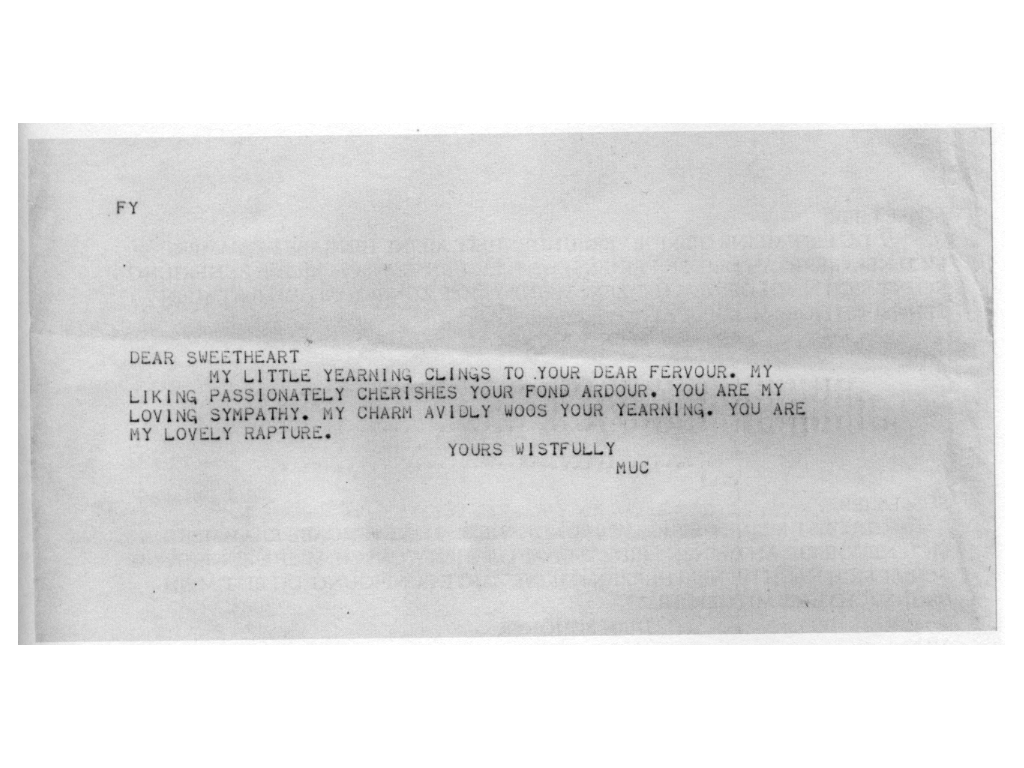 FY
DEAR SWEETHEART
MY LITTLE YEARNING CLINGS TO YOUR DEAR FERVOUR. MY
LIKING PASSIONATELY CHERISHES YOUR FOND ARDOUR. YOU ARE MY
LOVING SYMPATHY. MY CHARM AVIDLY WOOS YOUR YEARNING. YOU ARE
MY LOVELY RAPTURE.
YOURS WISTFULLY
MUC